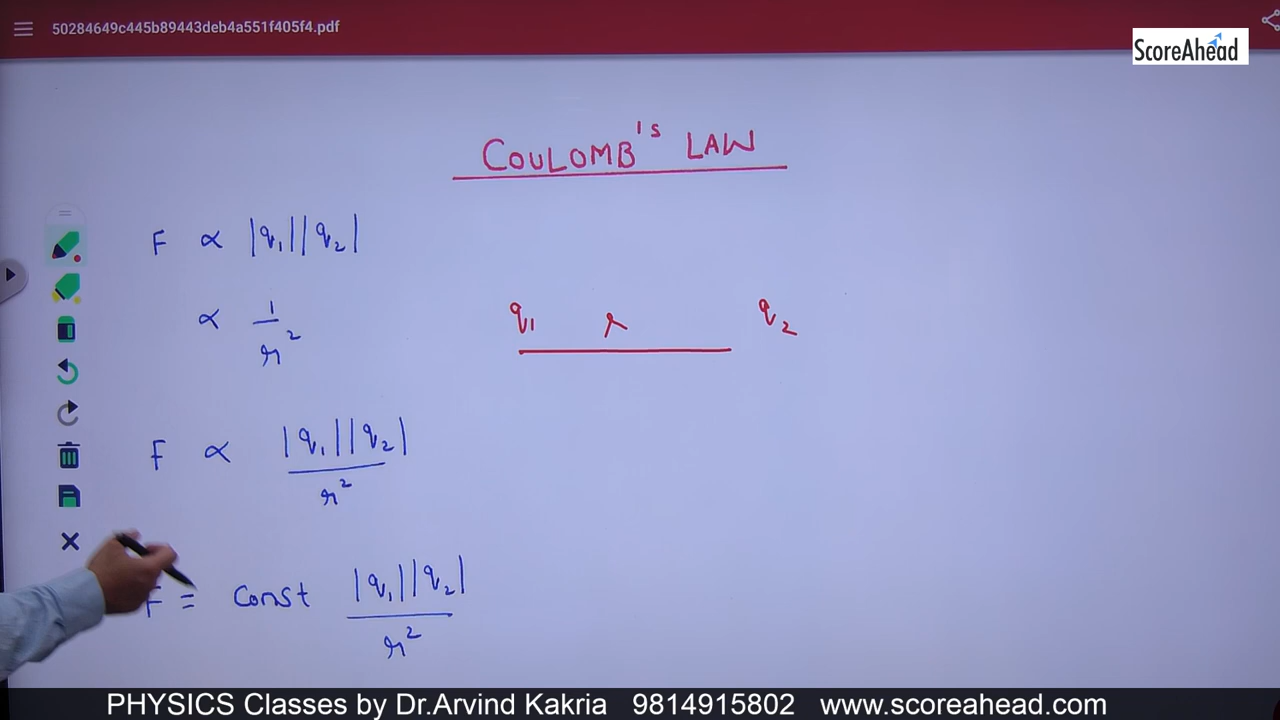 50284649c445b89443deb4a551f405f4.pdf
ScoreAhead
COULOMB'S LAW
F ∝ |q₁||q₂|
∝ 1/r²
q₁ r q₂
F ∝ |q₁||q₂|/r²
F = Const |q₁||q₂|/r²
PHYSICS Classes by Dr.Arvind Kakria 9814915802 www.scoreahead.com